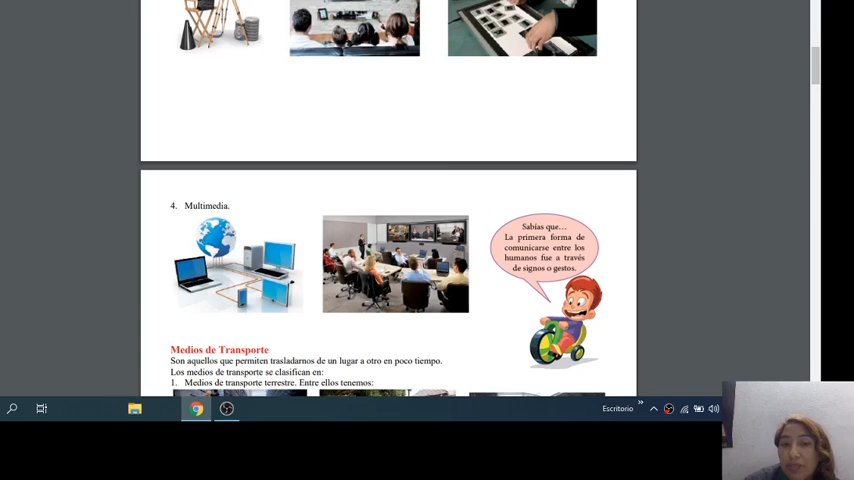 4. Multimedia.
Sabías que...
La primera forma de
comunicarse entre los
humanos fue a través
de signos o gestos.
Medios de Transporte
Son aquellos que permiten trasladarnos de un lugar a otro en poco tiempo.
Los medios de transporte se clasifican en:
1. Medios de transporte terrestre. Entre ellos tenemos:
Escritorio